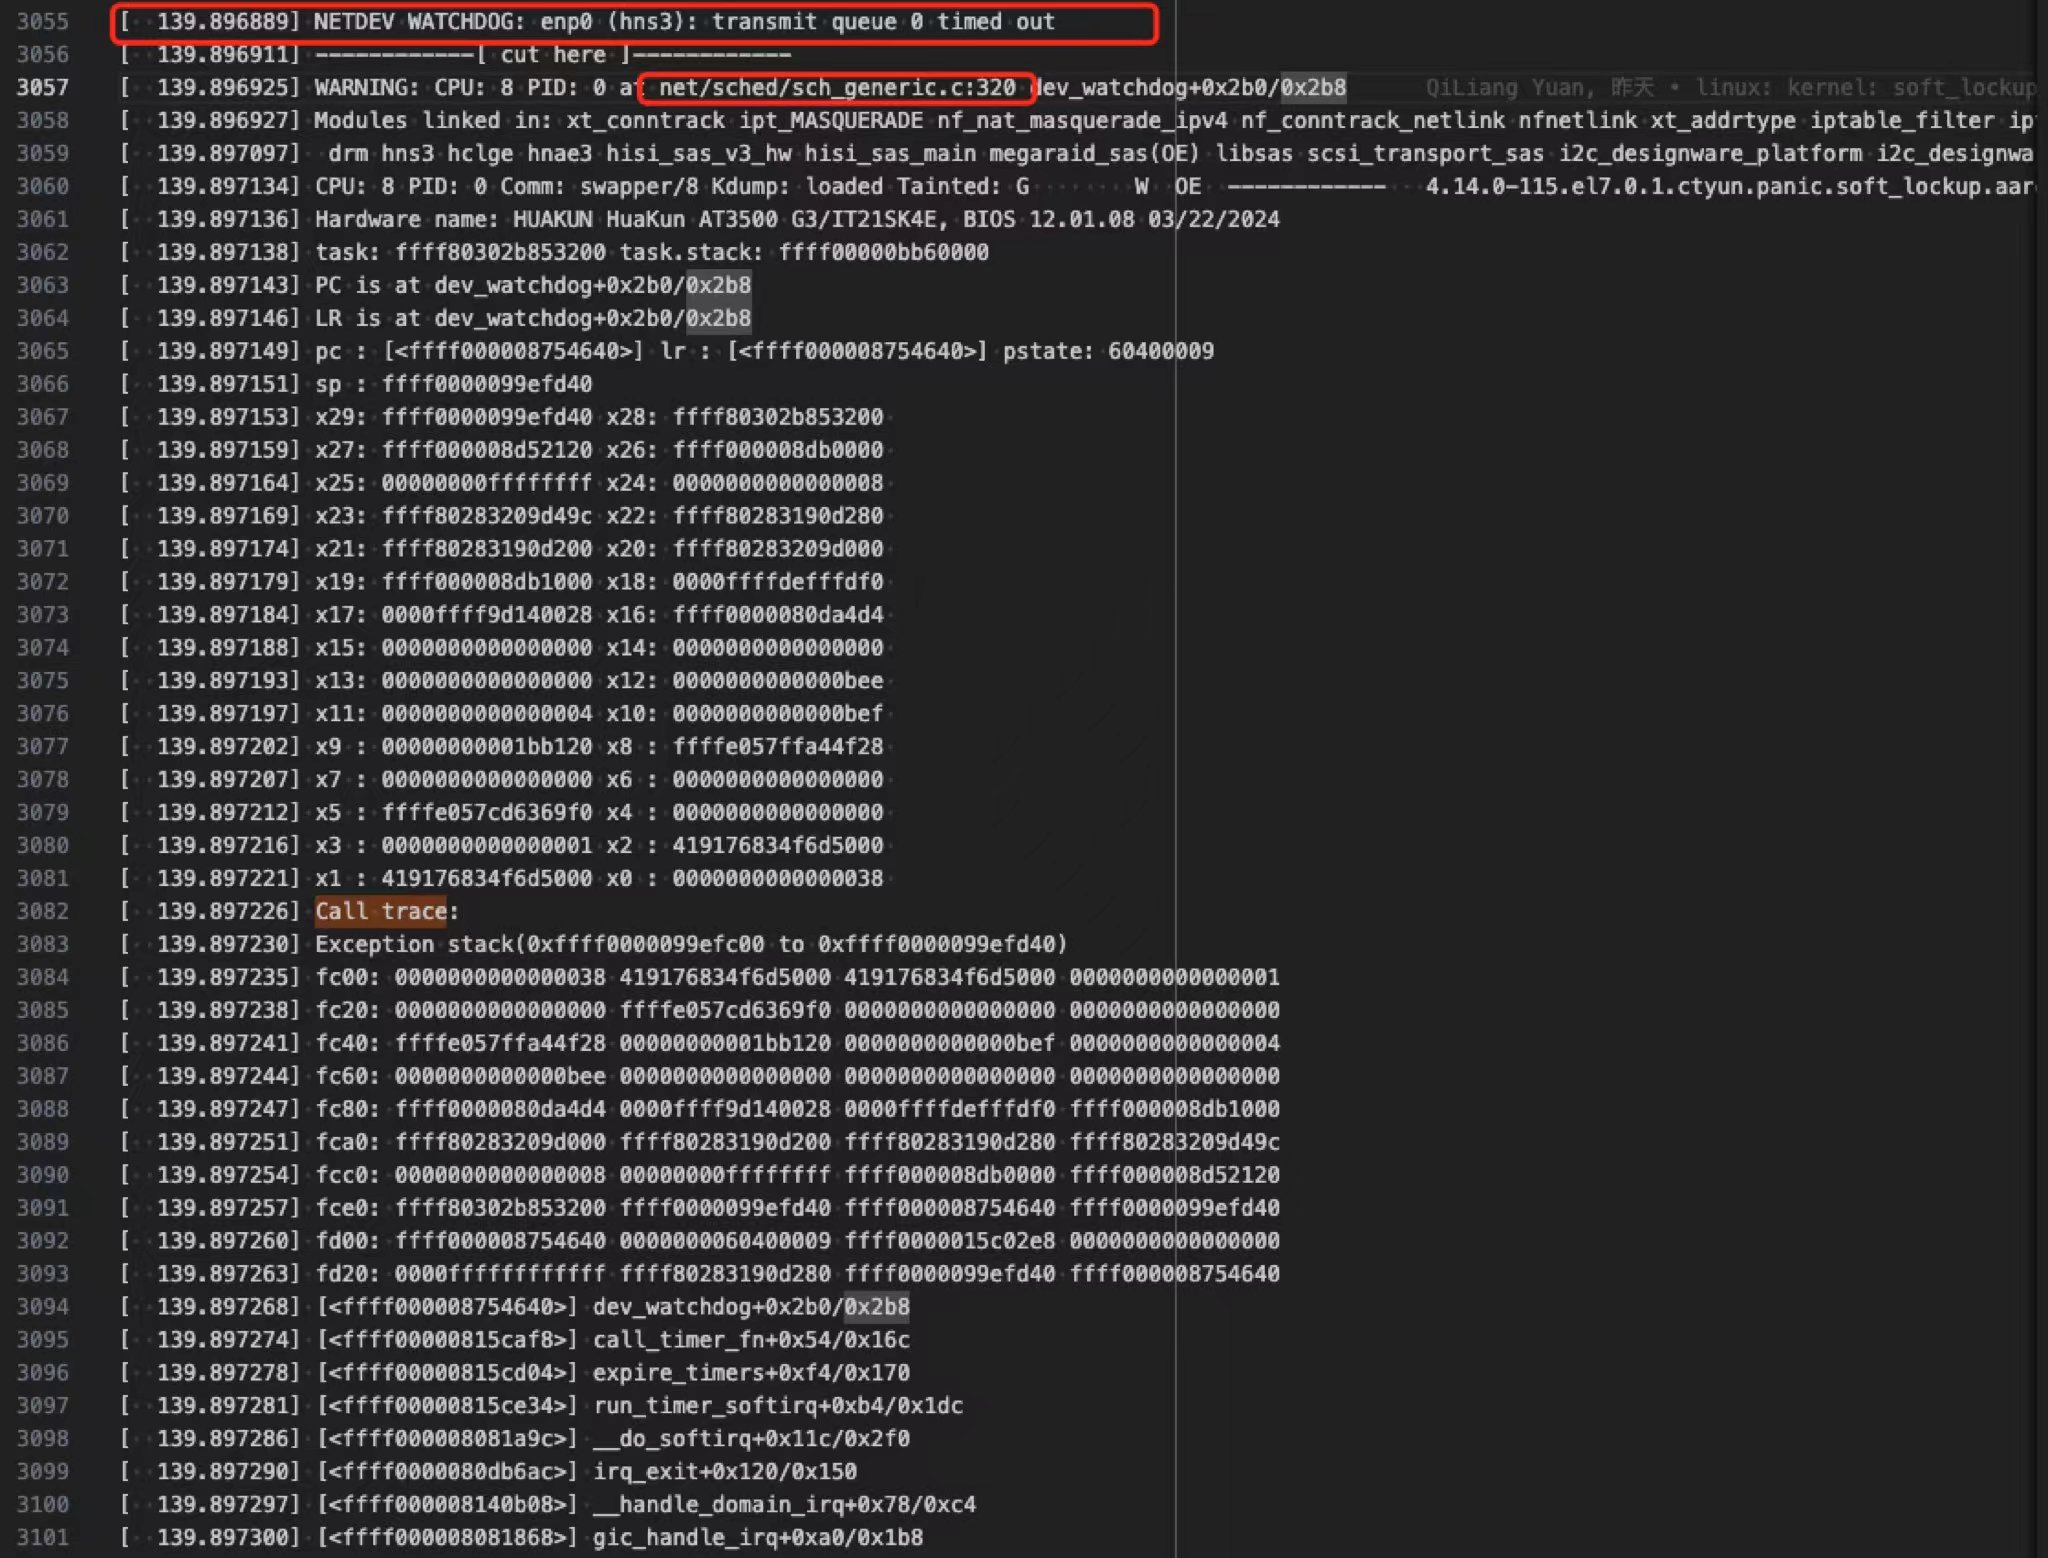 3055 [ 139.896889] NETDEV WATCHDOG: enp0 (hns3): transmit queue 0 timed out
3056 [ 139.896911] ------------[ cut here ]------------
3057 [ 139.896925] WARNING: CPU: 8 PID: 0 at net/sched/sch_generic.c:320 dev_watchdog+0x2b0/0x2b8 QiLiang Yuan, 昨天 • linux: kernel: soft_lockup
3058 [ 139.896927] Modules linked in: xt_conntrack ipt_MASQUERADE nf_nat_masquerade_ipv4 nf_conntrack_netlink nfnetlink xt_addrtype iptable_filter ip
3059 [ 139.897097] drm hns3 hclge hnae3 hisi_sas_v3_hw hisi_sas_main megaraid_sas(OE) libsas scsi_transport_sas i2c_designware_platform i2c_designwa
3060 [ 139.897134] CPU: 8 PID: 0 Comm: swapper/8 Kdump: loaded Tainted: G W OE ------------ 4.14.0-115.el7.0.1.ctyun.panic.soft_lockup.aar
3061 [ 139.897136] Hardware name: HUAKUN HuaKun AT3500 G3/IT21SK4E, BIOS 12.01.08 03/22/2024
3062 [ 139.897138] task: ffff80302b853200 task.stack: ffff00000bb60000
3063 [ 139.897143] PC is at dev_watchdog+0x2b0/0x2b8
3064 [ 139.897146] LR is at dev_watchdog+0x2b0/0x2b8
3065 [ 139.897149] pc : [<ffff000008754640>] lr : [<ffff000008754640>] pstate: 60400009
3066 [ 139.897151] sp : ffff0000099efd40
3067 [ 139.897153] x29: ffff0000099efd40 x28: ffff80302b853200
3068 [ 139.897159] x27: ffff000008d52120 x26: ffff000008db0000
3069 [ 139.897164] x25: 00000000ffffffff x24: 0000000000000008
3070 [ 139.897169] x23: ffff80283209d49c x22: ffff80283190d280
3071 [ 139.897174] x21: ffff80283190d200 x20: ffff80283209d000
3072 [ 139.897179] x19: ffff000008db1000 x18: 0000ffffdefffdf0
3073 [ 139.897184] x17: 0000ffff9d140028 x16: ffff0000080da4d4
3074 [ 139.897188] x15: 0000000000000000 x14: 0000000000000000
3075 [ 139.897193] x13: 0000000000000000 x12: 0000000000000bee
3076 [ 139.897197] x11: 0000000000000004 x10: 0000000000000bef
3077 [ 139.897202] x9 : 00000000001bb120 x8 : ffffe057ffa44f28
3078 [ 139.897207] x7 : 0000000000000000 x6 : 0000000000000000
3079 [ 139.897212] x5 : ffffe057cd6369f0 x4 : 0000000000000000
3080 [ 139.897216] x3 : 0000000000000001 x2 : 419176834f6d5000
3081 [ 139.897221] x1 : 419176834f6d5000 x0 : 0000000000000038
3082 [ 139.897226] Call trace:
3083 [ 139.897230] Exception stack(0xffff0000099efc00 to 0xffff0000099efd40)
3084 [ 139.897235] fc00: 0000000000000038 419176834f6d5000 419176834f6d5000 0000000000000001
3085 [ 139.897238] fc20: 0000000000000000 ffffe057cd6369f0 0000000000000000 0000000000000000
3086 [ 139.897241] fc40: ffffe057ffa44f28 00000000001bb120 0000000000000bef 0000000000000004
3087 [ 139.897244] fc60: 0000000000000bee 0000000000000000 0000000000000000 0000000000000000
3088 [ 139.897247] fc80: ffff0000080da4d4 0000ffff9d140028 0000ffffdefffdf0 ffff000008db1000
3089 [ 139.897251] fca0: ffff80283209d000 ffff80283190d200 ffff80283190d280 ffff80283209d49c
3090 [ 139.897254] fcc0: 0000000000000008 00000000ffffffff ffff000008db0000 ffff000008d52120
3091 [ 139.897257] fce0: ffff80302b853200 ffff0000099efd40 ffff000008754640 ffff0000099efd40
3092 [ 139.897260] fd00: ffff000008754640 0000000060400009 ffff0000015c02e8 0000000000000000
3093 [ 139.897263] fd20: 0000ffffffffffff ffff80283190d280 ffff0000099efd40 ffff000008754640
3094 [ 139.897268] [<ffff000008754640>] dev_watchdog+0x2b0/0x2b8
3095 [ 139.897274] [<ffff00000815caf8>] call_timer_fn+0x54/0x16c
3096 [ 139.897278] [<ffff00000815cd04>] expire_timers+0xf4/0x170
3097 [ 139.897281] [<ffff00000815ce34>] run_timer_softirq+0xb4/0x1dc
3098 [ 139.897286] [<ffff000008081a9c>] __do_softirq+0x11c/0x2f0
3099 [ 139.897290] [<ffff0000080db6ac>] irq_exit+0x120/0x150
3100 [ 139.897297] [<ffff000008140b08>] __handle_domain_irq+0x78/0xc4
3101 [ 139.897300] [<ffff000008081868>] gic_handle_irq+0xa0/0x1b8